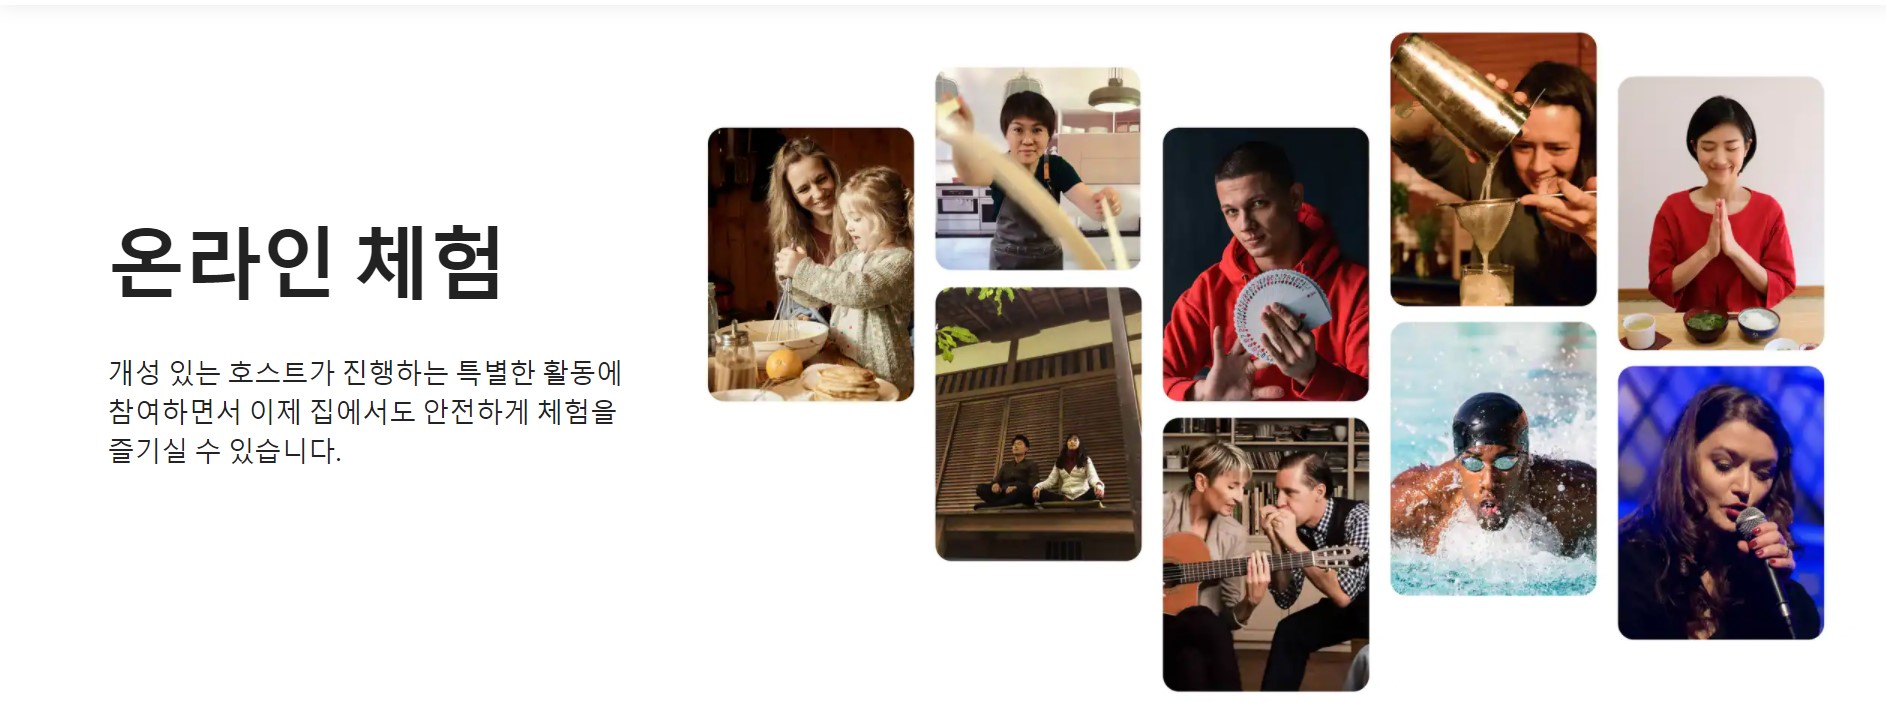 온라인 체험
개성 있는 호스트가 진행하는 특별한 활동에
참여하면서 이제 집에서도 안전하게 체험을
즐기실 수 있습니다.